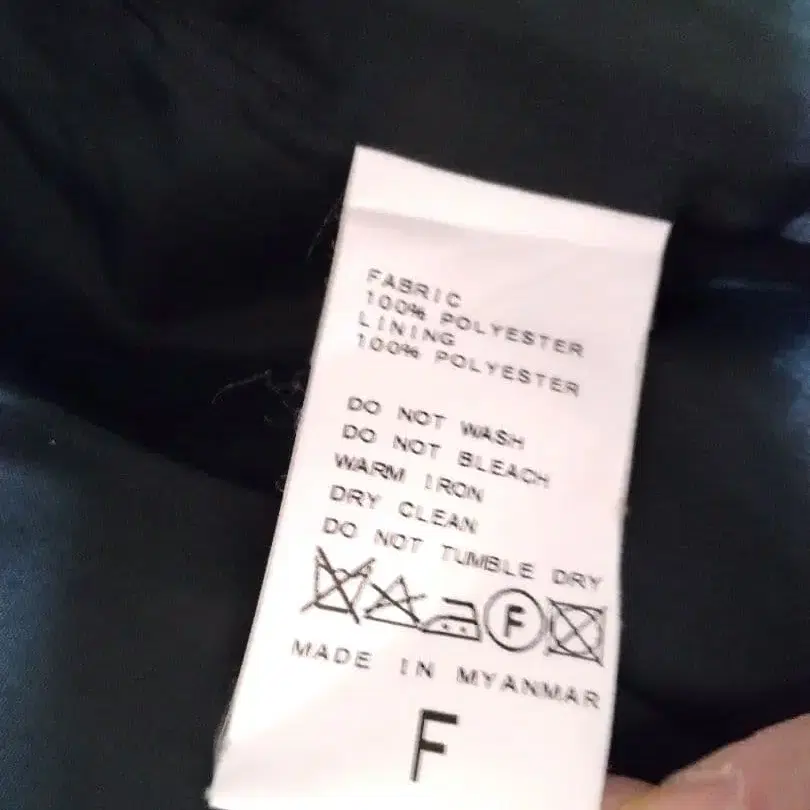 FABRIC
100% POLYESTER
LINING
100% POLYESTER
DO NOT WASH
DO NOT BLEACH
WARM IRON
DRY CLEAN
DO NOT TUMBLE DRY
F
MADE IN MYANMAR
F